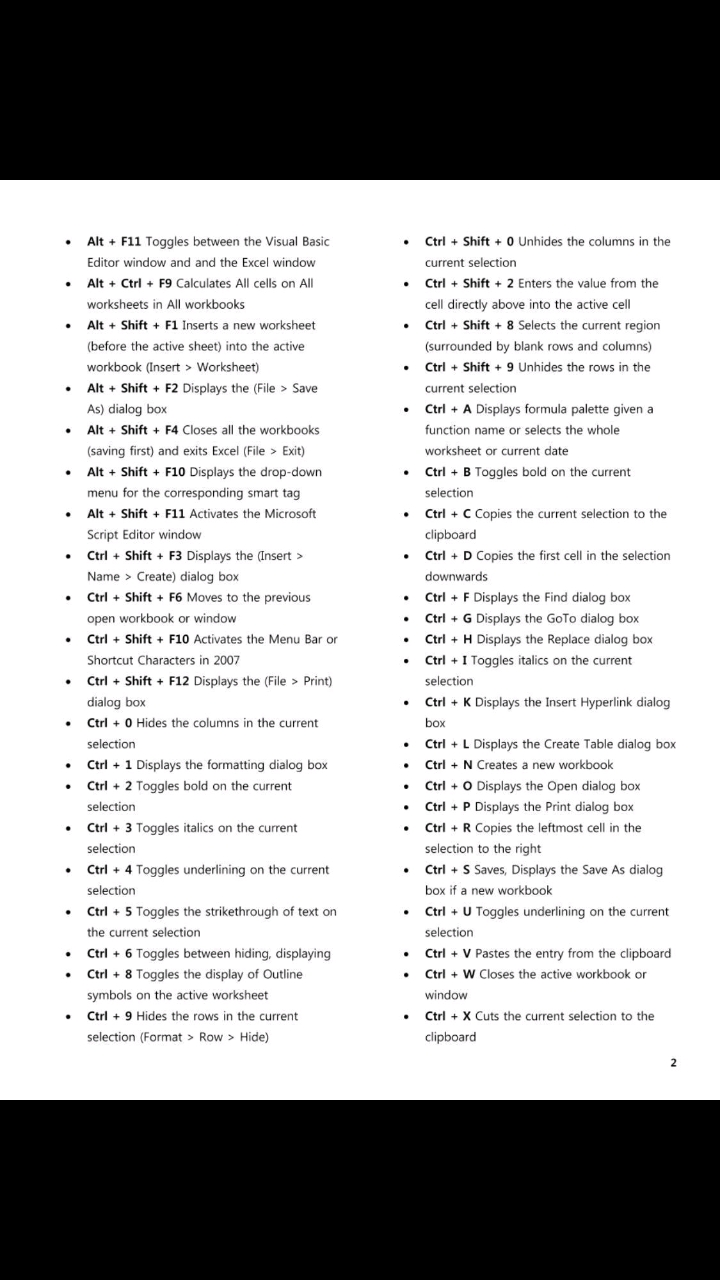 • Alt + F11 Toggles between the Visual Basic
Editor window and and the Excel window
• Alt + Ctrl + F9 Calculates All cells on All
worksheets in All workbooks
• Alt + Shift + F1 Inserts a new worksheet
(before the active sheet) into the active
workbook (Insert > Worksheet)
• Alt + Shift + F2 Displays the (File > Save
As) dialog box
• Alt + Shift + F4 Closes all the workbooks
(saving first) and exits Excel (File > Exit)
• Alt + Shift + F10 Displays the drop-down
menu for the corresponding smart tag
• Alt + Shift + F11 Activates the Microsoft
Script Editor window
• Ctrl + Shift + F3 Displays the (Insert >
Name > Create) dialog box
• Ctrl + Shift + F6 Moves to the previous
open workbook or window
• Ctrl + Shift + F10 Activates the Menu Bar or
Shortcut Characters in 2007
• Ctrl + Shift + F12 Displays the (File > Print)
dialog box
• Ctrl + 0 Hides the columns in the current
selection
• Ctrl + 1 Displays the formatting dialog box
• Ctrl + 2 Toggles bold on the current
selection
• Ctrl + 3 Toggles italics on the current
selection
• Ctrl + 4 Toggles underlining on the current
selection
• Ctrl + 5 Toggles the strikethrough of text on
the current selection
• Ctrl + 6 Toggles between hiding, displaying
• Ctrl + 8 Toggles the display of Outline
symbols on the active worksheet
• Ctrl + 9 Hides the rows in the current
selection (Format > Row > Hide)
• Ctrl + Shift + 0 Unhides the columns in the
current selection
• Ctrl + Shift + 2 Enters the value from the
cell directly above into the active cell
• Ctrl + Shift + 8 Selects the current region
(surrounded by blank rows and columns)
• Ctrl + Shift + 9 Unhides the rows in the
current selection
• Ctrl + A Displays formula palette given a
function name or selects the whole
worksheet or current date
• Ctrl + B Toggles bold on the current
selection
• Ctrl + C Copies the current selection to the
clipboard
• Ctrl + D Copies the first cell in the selection
downwards
• Ctrl + F Displays the Find dialog box
• Ctrl + G Displays the GoTo dialog box
• Ctrl + H Displays the Replace dialog box
• Ctrl + I Toggles italics on the current
selection
• Ctrl + K Displays the Insert Hyperlink dialog
box
• Ctrl + L Displays the Create Table dialog box
• Ctrl + N Creates a new workbook
• Ctrl + O Displays the Open dialog box
• Ctrl + P Displays the Print dialog box
• Ctrl + R Copies the leftmost cell in the
selection to the right
• Ctrl + S Saves, Displays the Save As dialog
box if a new workbook
• Ctrl + U Toggles underlining on the current
selection
• Ctrl + V Pastes the entry from the clipboard
• Ctrl + W Closes the active workbook or
window
• Ctrl + X Cuts the current selection to the
clipboard
2